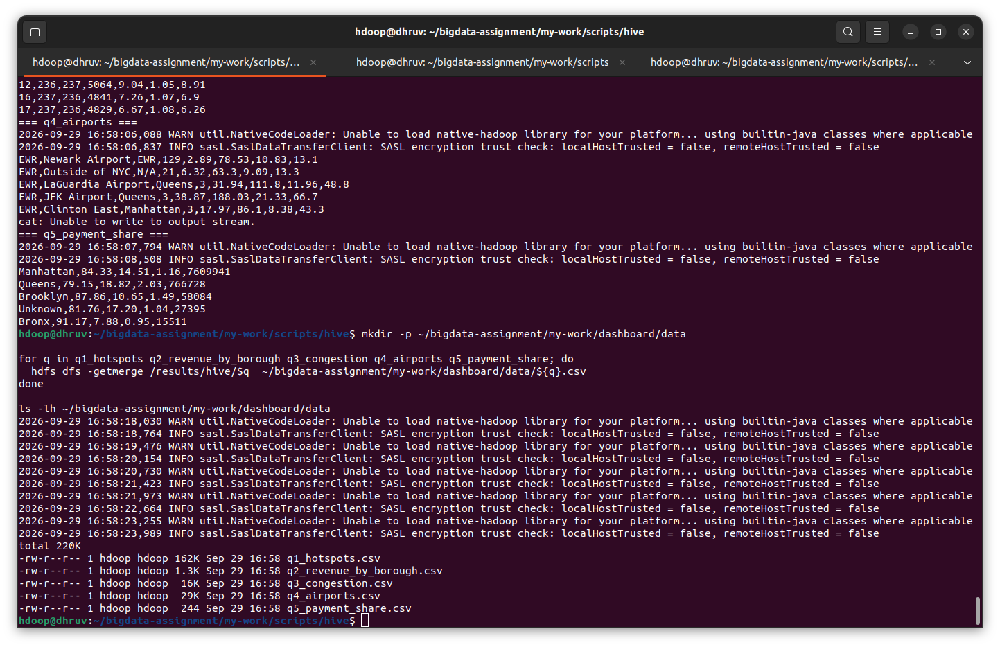 hdoop@dhruv: ~/bigdata-assignment/my-work/scripts/hive
hdoop@dhruv: ~/bigdata-assignment/my-work/scripts/...
hdoop@dhruv: ~/bigdata-assignment/my-work/scripts
hdoop@dhruv: ~/bigdata-assignment/my-work/scripts/...
12,236,237,5064,9.04,1.05,8.91
16,237,236,4841,7.26,1.07,6.9
17,237,236,4829,6.67,1.08,6.26
=== q4_airports ===
2026-09-29 16:58:06,088 WARN util.NativeCodeLoader: Unable to load native-hadoop library for your platform... using builtin-java classes where applicable
2026-09-29 16:58:06,837 INFO sasl.SaslDataTransferClient: SASL encryption trust check: localHostTrusted = false, remoteHostTrusted = false
EWR,Newark Airport,EWR,129,2.89,78.53,10.83,13.1
EWR,Outside of NYC,N/A,21,6.32,63.3,9.09,13.3
EWR,LaGuardia Airport,Queens,3,31.94,111.8,11.96,48.8
EWR,JFK Airport,Queens,3,38.87,188.03,21.33,66.7
EWR,Clinton East,Manhattan,3,17.97,86.1,8.38,43.3
cat: Unable to write to output stream.
=== q5_payment_share ===
2026-09-29 16:58:07,794 WARN util.NativeCodeLoader: Unable to load native-hadoop library for your platform... using builtin-java classes where applicable
2026-09-29 16:58:08,508 INFO sasl.SaslDataTransferClient: SASL encryption trust check: localHostTrusted = false, remoteHostTrusted = false
Manhattan,84.33,14.51,1.16,7609941
Queens,79.15,18.82,2.03,766728
Brooklyn,87.86,10.65,1.49,58084
Unknown,81.76,17.20,1.04,27395
Bronx,91.17,7.88,0.95,15511
hdoop@dhruv:~/bigdata-assignment/my-work/scripts/hive$ mkdir -p ~/bigdata-assignment/my-work/dashboard/data
for q in q1_hotspots q2_revenue_by_borough q3_congestion q4_airports q5_payment_share; do
  hdfs dfs -getmerge /results/hive/$q  ~/bigdata-assignment/my-work/dashboard/data/${q}.csv
done
ls -lh ~/bigdata-assignment/my-work/dashboard/data
2026-09-29 16:58:18,030 WARN util.NativeCodeLoader: Unable to load native-hadoop library for your platform... using builtin-java classes where applicable
2026-09-29 16:58:18,764 INFO sasl.SaslDataTransferClient: SASL encryption trust check: localHostTrusted = false, remoteHostTrusted = false
2026-09-29 16:58:19,476 WARN util.NativeCodeLoader: Unable to load native-hadoop library for your platform... using builtin-java classes where applicable
2026-09-29 16:58:20,154 INFO sasl.SaslDataTransferClient: SASL encryption trust check: localHostTrusted = false, remoteHostTrusted = false
2026-09-29 16:58:20,730 WARN util.NativeCodeLoader: Unable to load native-hadoop library for your platform... using builtin-java classes where applicable
2026-09-29 16:58:21,423 INFO sasl.SaslDataTransferClient: SASL encryption trust check: localHostTrusted = false, remoteHostTrusted = false
2026-09-29 16:58:21,973 WARN util.NativeCodeLoader: Unable to load native-hadoop library for your platform... using builtin-java classes where applicable
2026-09-29 16:58:22,664 INFO sasl.SaslDataTransferClient: SASL encryption trust check: localHostTrusted = false, remoteHostTrusted = false
2026-09-29 16:58:23,255 WARN util.NativeCodeLoader: Unable to load native-hadoop library for your platform... using builtin-java classes where applicable
2026-09-29 16:58:23,989 INFO sasl.SaslDataTransferClient: SASL encryption trust check: localHostTrusted = false, remoteHostTrusted = false
total 220K
-rw-r--r-- 1 hdoop hdoop 162K Sep 29 16:58 q1_hotspots.csv
-rw-r--r-- 1 hdoop hdoop 1.3K Sep 29 16:58 q2_revenue_by_borough.csv
-rw-r--r-- 1 hdoop hdoop  16K Sep 29 16:58 q3_congestion.csv
-rw-r--r-- 1 hdoop hdoop  29K Sep 29 16:58 q4_airports.csv
-rw-r--r-- 1 hdoop hdoop  244 Sep 29 16:58 q5_payment_share.csv
hdoop@dhruv:~/bigdata-assignment/my-work/scripts/hive$